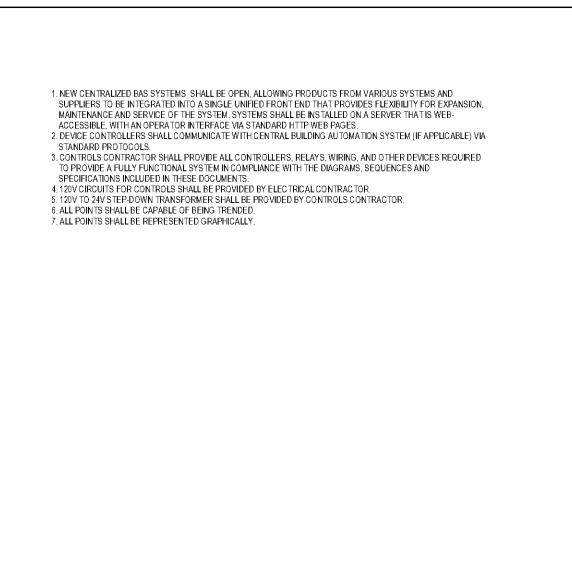 1. NEW CENTRALIZED BAS SYSTEMS SHALL BE OPEN, ALLOWING PRODUCTS FROM VARIOUS SYSTEMS AND
SUPPLIERS TO BE INTEGRATED INTO A SINGLE UNIFIED FRONT END THAT PROVIDES FLEXIBILITY FOR EXPANSION,
MAINTENANCE AND SERVICE OF THE SYSTEM. SYSTEMS SHALL BE INSTALLED ON A SERVER THAT IS WEB-
ACCESSIBLE, WITH AN OPERATOR INTERFACE VIA STANDARD HTTP WEB PAGES.
2. DEVICE CONTROLLERS SHALL COMMUNICATE WITH CENTRAL BUILDING AUTOMATION SYSTEM (IF APPLICABLE) VIA
STANDARD PROTOCOLS.
3. CONTROLS CONTRACTOR SHALL PROVIDE ALL CONTROLLERS, RELAYS, WIRING, AND OTHER DEVICES REQUIRED
TO PROVIDE A FULLY FUNCTIONAL SYSTEM IN COMPLIANCE WITH THE DIAGRAMS, SEQUENCES AND
SPECIFICATIONS INCLUDED IN THESE DOCUMENTS.
4. 120V CIRCUITS FOR CONTROLS SHALL BE PROVIDED BY ELECTRICAL CONTRACTOR.
5. 120V TO 24V STEP-DOWN TRANSFORMER SHALL BE PROVIDED BY CONTROLS CONTRACTOR.
6. ALL POINTS SHALL BE CAPABLE OF BEING TRENDED.
7. ALL POINTS SHALL BE REPRESENTED GRAPHICALLY.